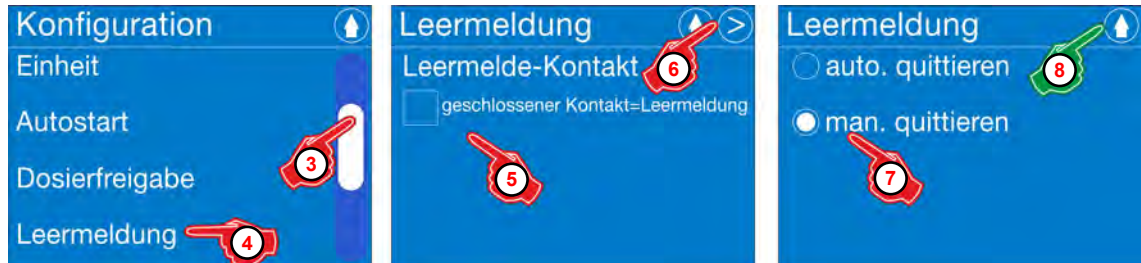 Konfiguration
Einheit
Autostart
Dosierfreigabe
Leermeldung
3
4
Leermeldung >
Leermelde-Kontakt
geschlossener Kontakt=Leermeldung
6
5
Leermeldung
auto. quittieren
man. quittieren
8
7